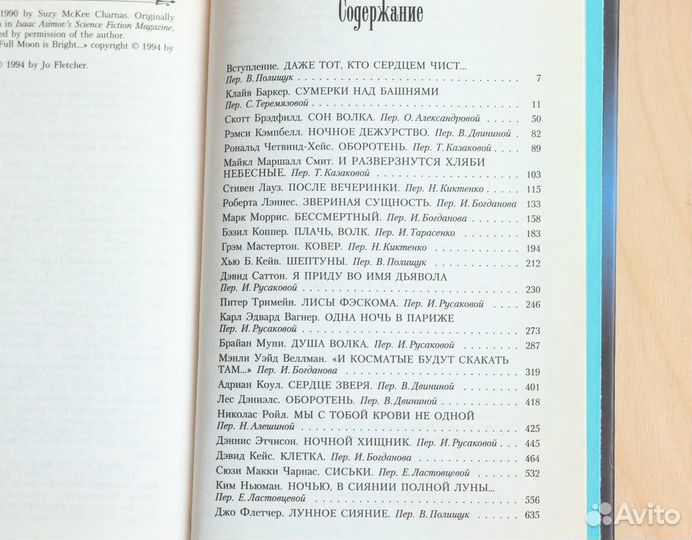 1990 by Suzy McKee Charnas. Originally
in Isaac Asimov's Science Fiction Magazine,
ed by permission of the author.
Full Moon is Bright...» copyright © 1994 by
© 1994 by Jo Fletcher.
Содержание
Вступление. ДАЖЕ ТОТ, КТО СЕРДЦЕМ ЧИСТ...
Пер. В. Полищук 7
Клайв Баркер. СУМЕРКИ НАД БАШНЯМИ
Пер. С. Теремязовой 11
Скотт Брэдфилд. СОН ВОЛКА. Пер. О. Александровой 50
Рэмси Кэмпбелл. НОЧНОЕ ДЕЖУРСТВО. Пер. В. Двининой 82
Рональд Четвинд-Хейс. ОБОРОТЕНЬ. Пер. Т. Казаковой 89
Майкл Маршалл Смит. И РАЗВЕРЗНУТСЯ ХЛЯБИ
НЕБЕСНЫЕ. Пер. Т. Казаковой 103
Стивен Лауз. ПОСЛЕ ВЕЧЕРИНКИ. Пер. Н. Киктенко 115
Роберта Лэннес. ЗВЕРИНАЯ СУЩНОСТЬ. Пер. И. Богданова 133
Марк Моррис. БЕССМЕРТНЫЙ. Пер. И. Богданова 158
Бэзил Коппер. ПЛАЧЬ, ВОЛК. Пер. И. Тарасенко 183
Грэм Мастертон. КОВЕР. Пер. Н. Киктенко 194
Хью Б. Кейв. ШЕПТУНЫ. Пер. В. Полищук 212
Дэвид Саттон. Я ПРИДУ ВО ИМЯ ДЬЯВОЛА
Пер. И. Русаковой 230
Питер Тримейн. ЛИСЫ ФЭСКОМА. Пер. И. Русаковой 246
Карл Эдвард Вагнер. ОДНА НОЧЬ В ПАРИЖЕ
Пер. И. Русаковой 273
Брайан Муни. ДУША ВОЛКА. Пер. И. Русаковой 287
Мэнли Уэйд Веллман. «И КОСМАТЫЕ БУДУТ СКАКАТЬ
ТАМ...» Пер. И. Богданова 319
Адриан Коул. СЕРДЦЕ ЗВЕРЯ. Пер. В. Двининой 401
Лес Дэниэлс. ОБОРОТЕНЬ. Пер. В. Двининой 418
Николас Ройл. МЫ С ТОБОЙ КРОВИ НЕ ОДНОЙ
Пер. Н. Алешиной 425
Дэннис Этчисон. НОЧНОЙ ХИЩНИК. Пер. И. Русаковой 445
Дэвид Кейс. КЛЕТКА. Пер. И. Богданова 464
Сюзи Макки Чарнас. СИСЬКИ. Пер. Е. Ластовцевой 532
Ким Ньюман. НОЧЬЮ, В СИЯНИИ ПОЛНОЙ ЛУНЫ...
Пер. Е. Ластовцевой 556
Джо Флетчер. ЛУННОЕ СИЯНИЕ. Пер. В. Полищук 635
Avito